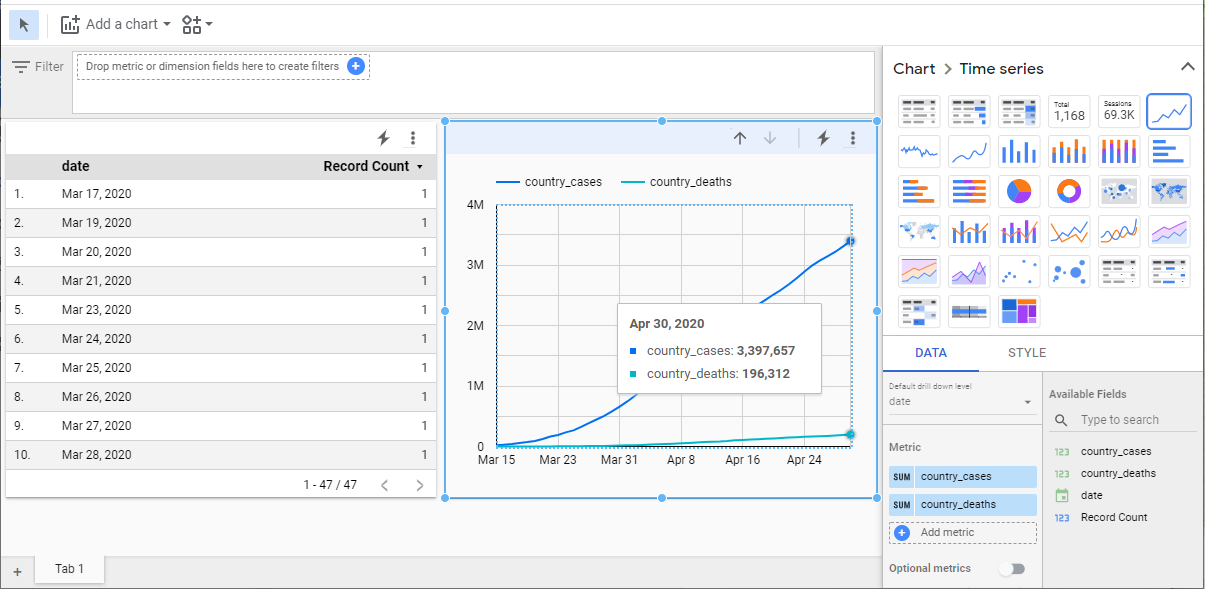 Add a chart
Filter
Drop metric or dimension fields here to create filters
date Record Count
1. Mar 17, 2020 1
2. Mar 19, 2020 1
3. Mar 20, 2020 1
4. Mar 21, 2020 1
5. Mar 23, 2020 1
6. Mar 24, 2020 1
7. Mar 25, 2020 1
8. Mar 26, 2020 1
9. Mar 27, 2020 1
10. Mar 28, 2020 1
1 - 47 / 47
country_cases country_deaths
4M
3M
2M
1M
0
Mar 15 Mar 23 Mar 31 Apr 8 Apr 16 Apr 24
Apr 30, 2020
country_cases: 3,397,657
country_deaths: 196,312
Tab 1
Chart > Time series
Total
1,168
Sessions
69.3K
DATA STYLE
Default drill down level
date
Metric
SUM country_cases
SUM country_deaths
Add metric
Optional metrics
Available Fields
Type to search
123 country_cases
123 country_deaths
date
123 Record Count